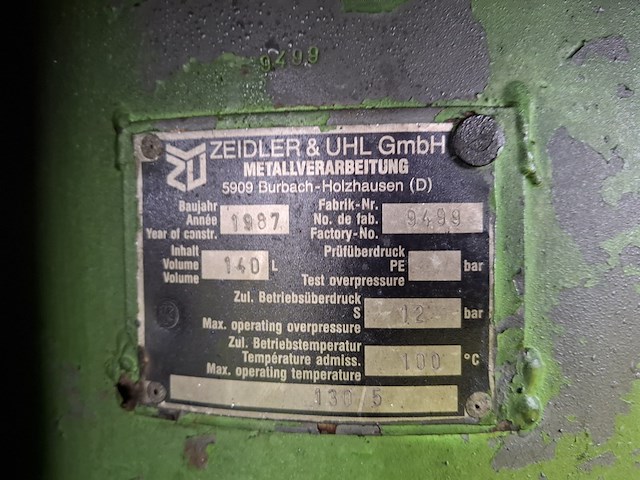 9499
ZU ZEIDLER & UHL GmbH
METALLVERARBEITUNG
5909 Burbach-Holzhausen (D)
Baujahr
Année 1987
Year of constr.
Fabrik-Nr.
No. de fab. 9499
Factory-No.
Inhalt
Volume 140 L
Volume
Prüfüberdruck
PE bar
Test overpressure
Zul. Betriebsüberdruck
S 12 bar
Max. operating overpressure
Zul. Betriebstemperatur
Température admiss. 100 °C
Max. operating temperature
130 5